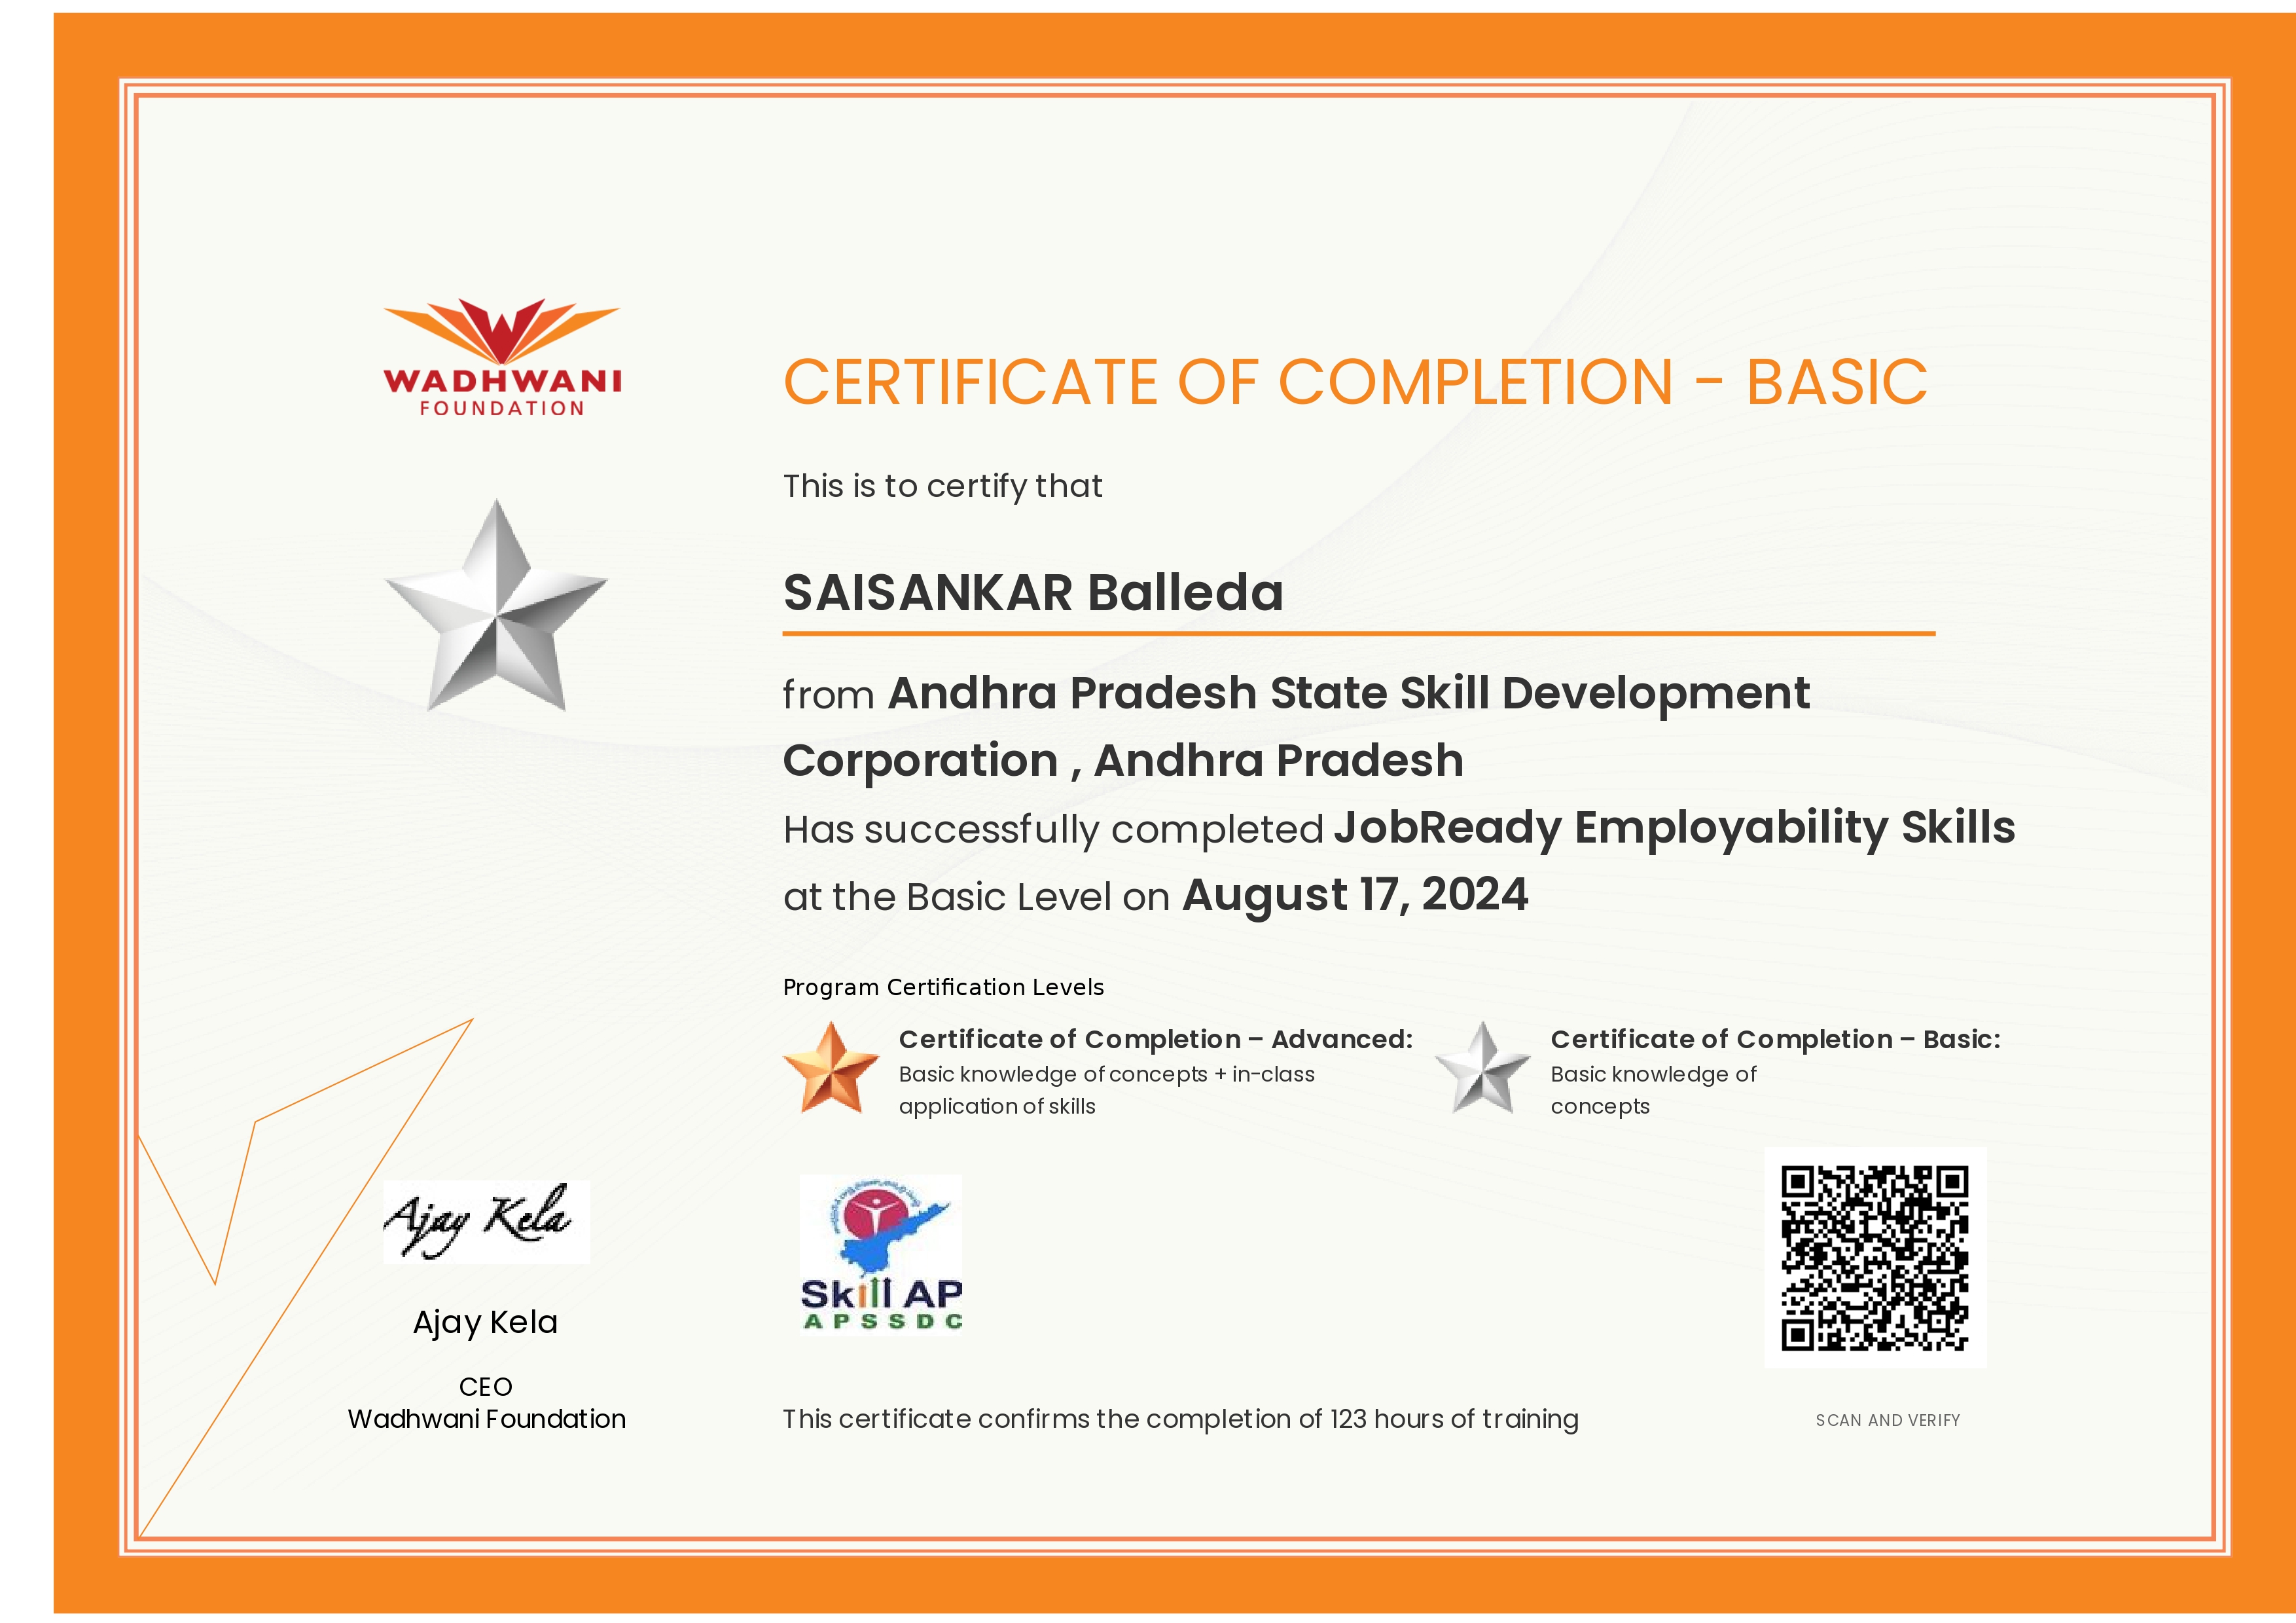 WADHWANI
FOUNDATION
CERTIFICATE OF COMPLETION - BASIC
This is to certify that
SAISANKAR Balleda
from Andhra Pradesh State Skill Development
Corporation , Andhra Pradesh
Has successfully completed JobReady Employability Skills
at the Basic Level on August 17, 2024
Program Certification Levels
Certificate of Completion – Advanced:
Basic knowledge of concepts + in-class
application of skills
Certificate of Completion – Basic:
Basic knowledge of
concepts
Ajay Kela
Ajay Kela
CEO
Wadhwani Foundation
Skill AP
APSSDC
This certificate confirms the completion of 123 hours of training
SCAN AND VERIFY